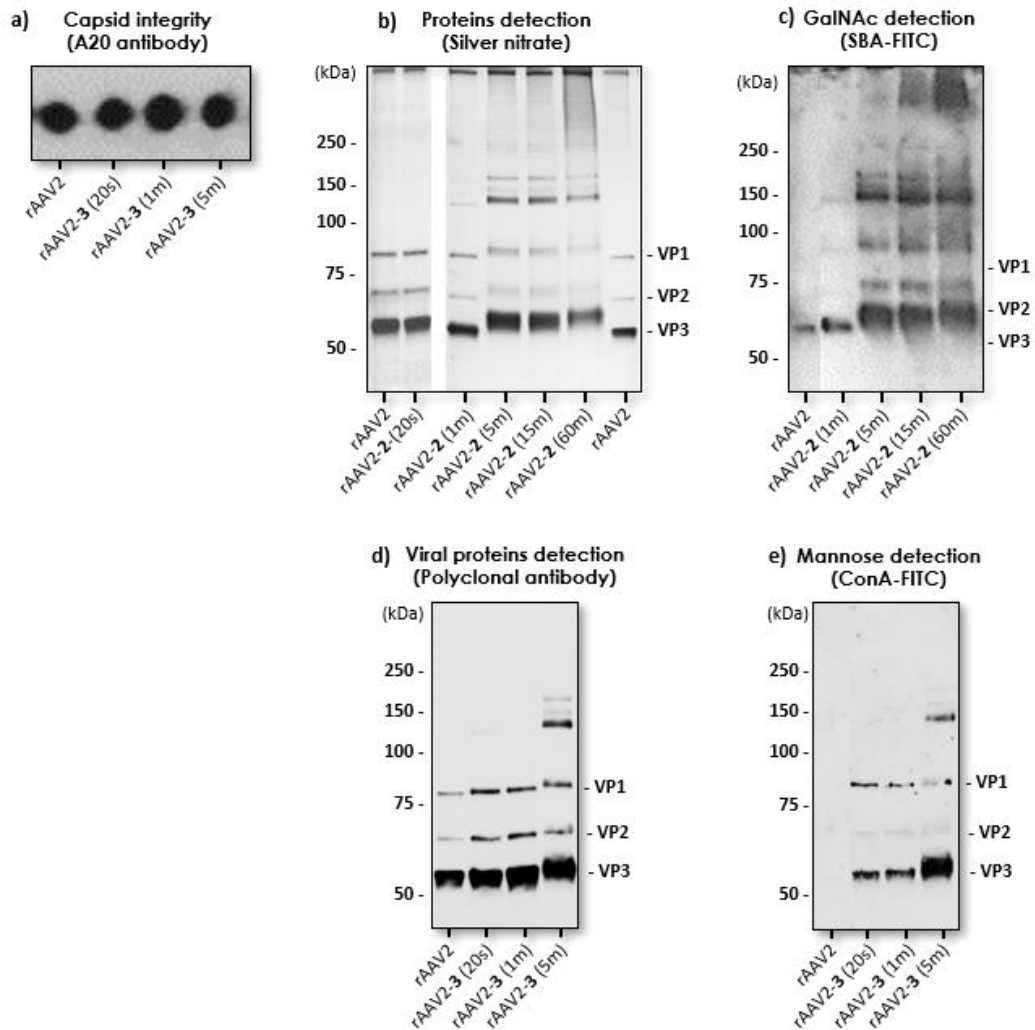 a) Capsid integrity
(A20 antibody)
rAAV2
rAAV2-3 (20s)
rAAV2-3 (1m)
rAAV2-3 (5m)
b) Proteins detection
(Silver nitrate)
(kDa)
250 -
150 -
100 -
75 -
50 -
- VP1
- VP2
- VP3
rAAV2
rAAV2-2-(20s)
rAAV2-2 (1m)
rAAV2-2 (5m)
rAAV2-2 (15m)
rAAV2-2 (60m)
rAAV2
c) GalNAc detection
(SBA-FITC)
(kDa)
250 -
150 -
100 -
75 -
50 -
- VP1
- VP2
- VP3
rAAV2
rAAV2-2 (1m)
rAAV2-2 (5m)
rAAV2-2 (15m)
rAAV2-2 (60m)
d) Viral proteins detection
(Polyclonal antibody)
(kDa)
250 -
150 -
100 -
75 -
50 -
- VP1
- VP2
- VP3
rAAV2
rAAV2-3 (20s)
rAAV2-3 (1m)
rAAV2-3 (5m)
e) Mannose detection
(ConA-FITC)
(kDa)
250 -
150 -
100 -
75 -
50 -
- VP1
- VP2
- VP3
rAAV2
rAAV2-3 (20s)
rAAV2-3 (1m)
rAAV2-3 (5m)